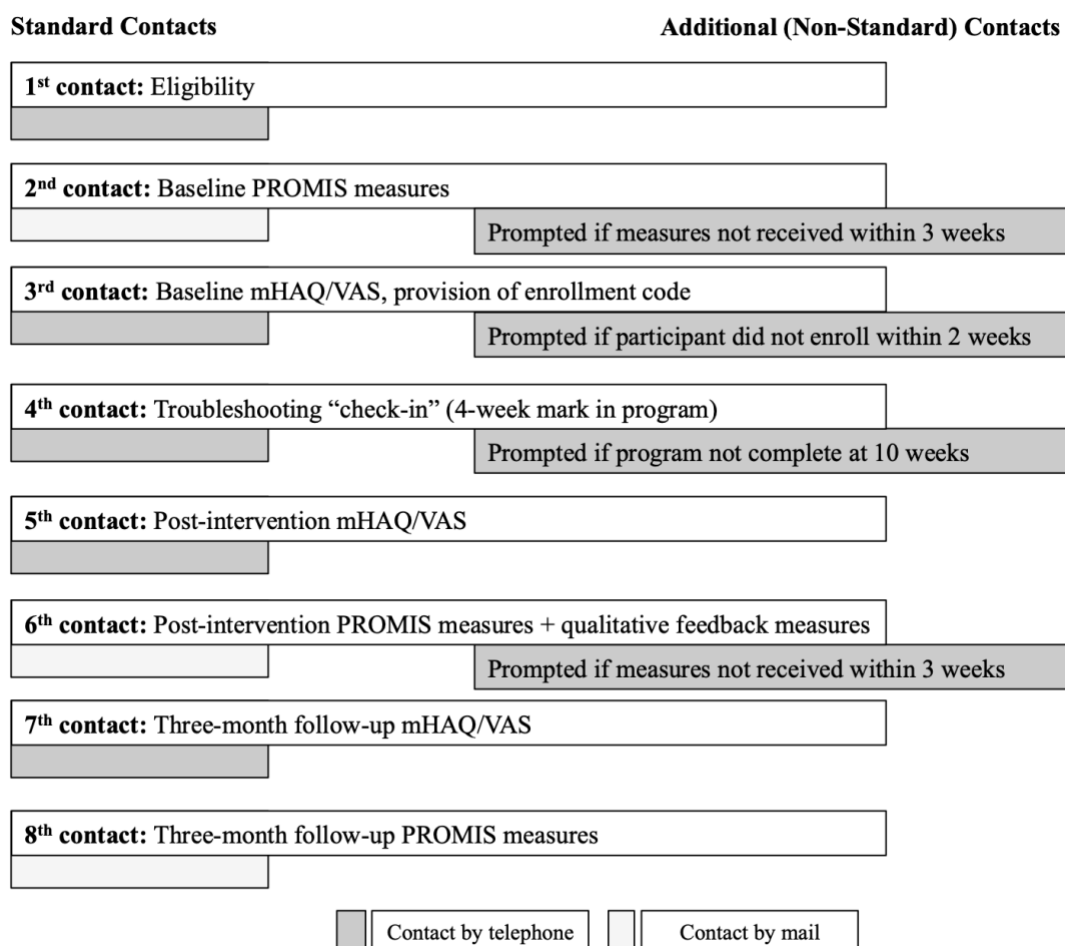 Standard Contacts
Additional (Non-Standard) Contacts
1st contact: Eligibility
2nd contact: Baseline PROMIS measures
Prompted if measures not received within 3 weeks
3rd contact: Baseline mHAQ/VAS, provision of enrollment code
Prompted if participant did not enroll within 2 weeks
4th contact: Troubleshooting “check-in” (4-week mark in program)
Prompted if program not complete at 10 weeks
5th contact: Post-intervention mHAQ/VAS
6th contact: Post-intervention PROMIS measures + qualitative feedback measures
Prompted if measures not received within 3 weeks
7th contact: Three-month follow-up mHAQ/VAS
8th contact: Three-month follow-up PROMIS measures
Contact by telephone
Contact by mail